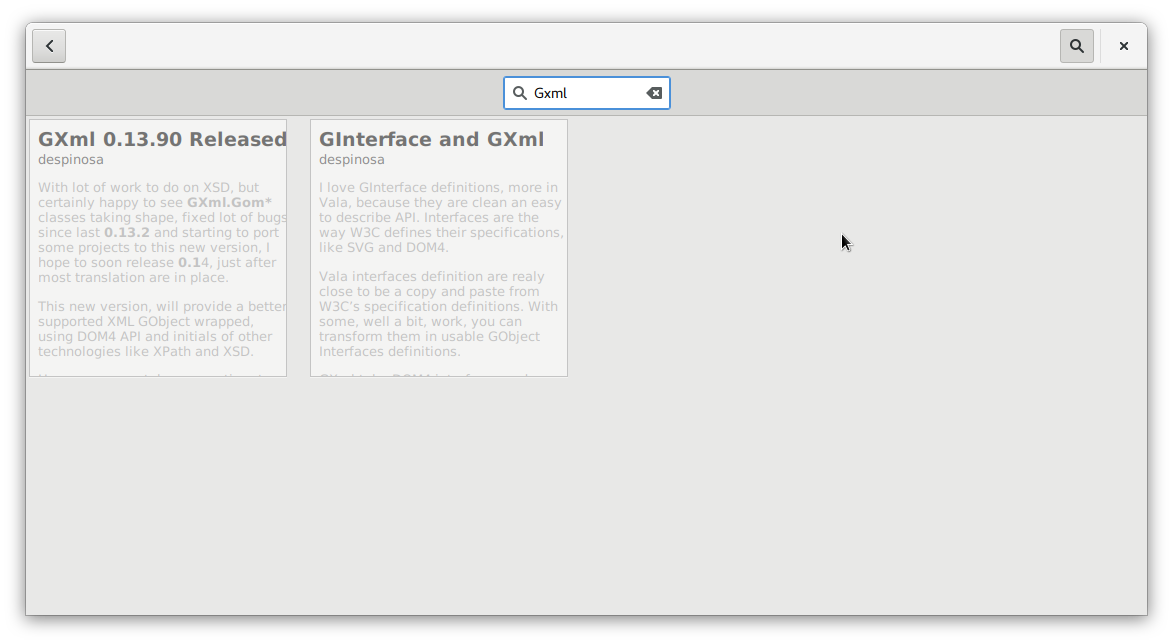 Gxml
GXml 0.13.90 Released
despinosa
With lot of work to do on XSD, but
certainly happy to see GXml.Gom*
classes taking shape, fixed lot of bugs
since last 0.13.2 and starting to port
some projects to this new version, I
hope to soon release 0.14, just after
most translation are in place.
This new version, will provide a better
supported XML GObject wrapped,
using DOM4 API and initials of other
technologies like XPath and XSD.
GInterface and GXml
despinosa
I love GInterface definitions, more in
Vala, because they are clean an easy
to describe API. Interfaces are the
way W3C defines their specifications,
like SVG and DOM4.
Vala interfaces definition are realy
close to be a copy and paste from
W3C's specification definitions. With
some, well a bit, work, you can
transform them in usable GObject
Interfaces definitions.